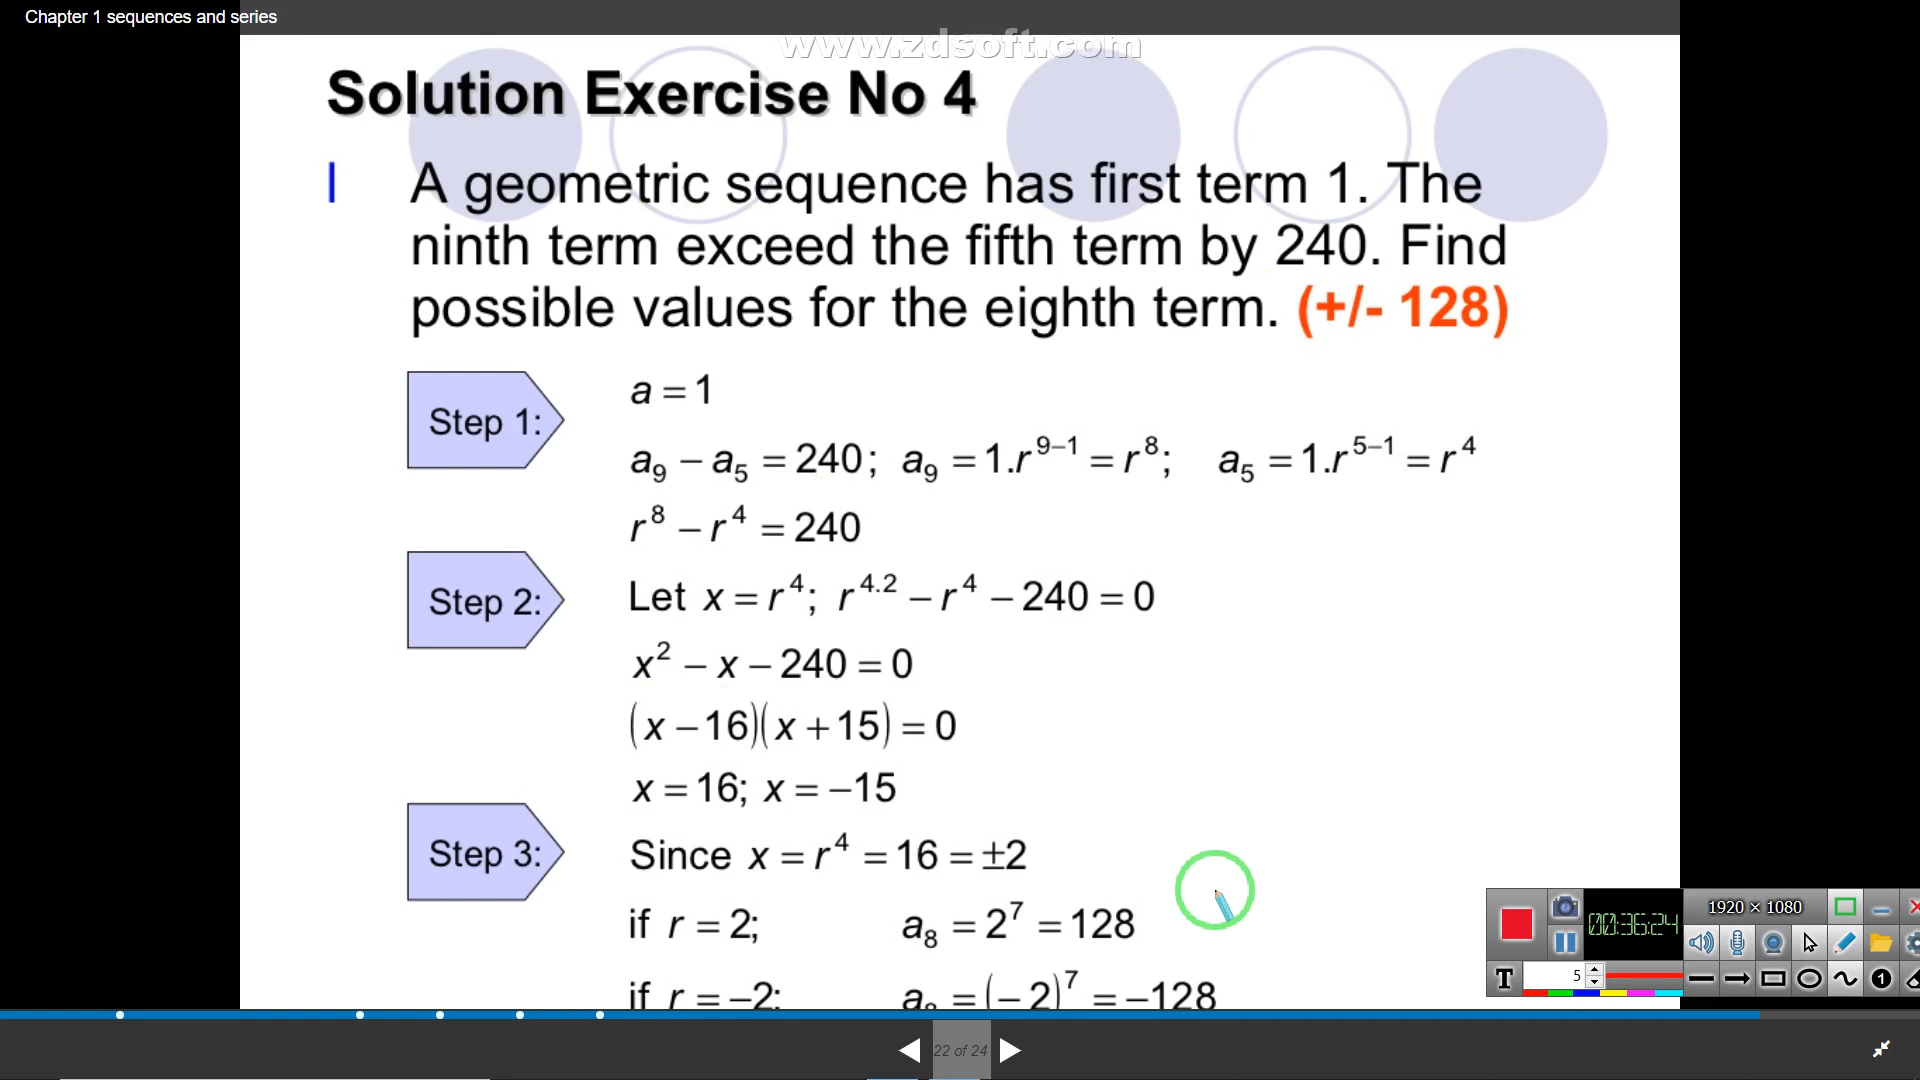 Chapter 1 sequences and series
www.zdsoft.com
Solution Exercise No 4
l A geometric sequence has first term 1. The
ninth term exceed the fifth term by 240. Find
possible values for the eighth term. (+/- 128)
Step 1:
a = 1
a₉ − a₅ = 240; a₉ = 1.r⁹⁻¹ = r⁸; a₅ = 1.r⁵⁻¹ = r⁴
r⁸ − r⁴ = 240
Step 2:
Let x = r⁴; r^4.2 − r⁴ − 240 = 0
x² − x − 240 = 0
(x − 16)(x + 15) = 0
x = 16; x = −15
Step 3:
Since x = r⁴ = 16 = ±2
if r = 2; a₈ = 2⁷ = 128
if r = −2; a₈ = (−2)⁷ = −128
00:36:24
1920 × 1080
T
5
1
22 of 24